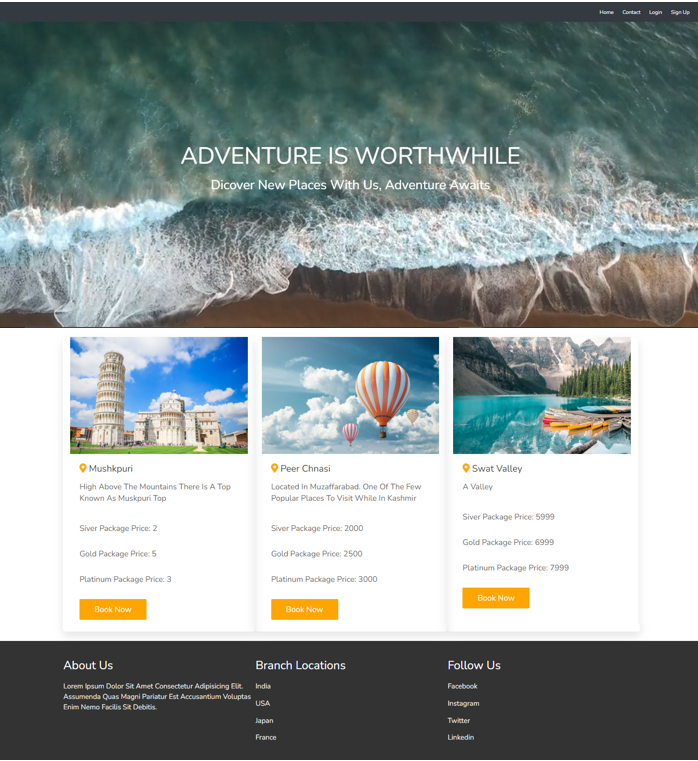 Home Contact Login Sign Up
ADVENTURE IS WORTHWHILE
Dicover New Places With Us, Adventure Awaits
Mushkpuri
High Above The Mountains There Is A Top
Known As Muskpuri Top
Siver Package Price: 2
Gold Package Price: 5
Platinum Package Price: 3
Book Now
Peer Chnasi
Located In Muzaffarabad. One Of The Few
Popular Places To Visit While In Kashmir
Siver Package Price: 2000
Gold Package Price: 2500
Platinum Package Price: 3000
Book Now
Swat Valley
A Valley
Siver Package Price: 5999
Gold Package Price: 6999
Platinum Package Price: 7999
Book Now
About Us
Lorem Ipsum Dolor Sit Amet Consectetur Adipisicing Elit.
Assumenda Quas Magni Pariatur Est Accusantium Voluptas
Enim Nemo Facilis Sit Debitis.
Branch Locations
India
USA
Japan
France
Follow Us
Facebook
Instagram
Twitter
Linkedin